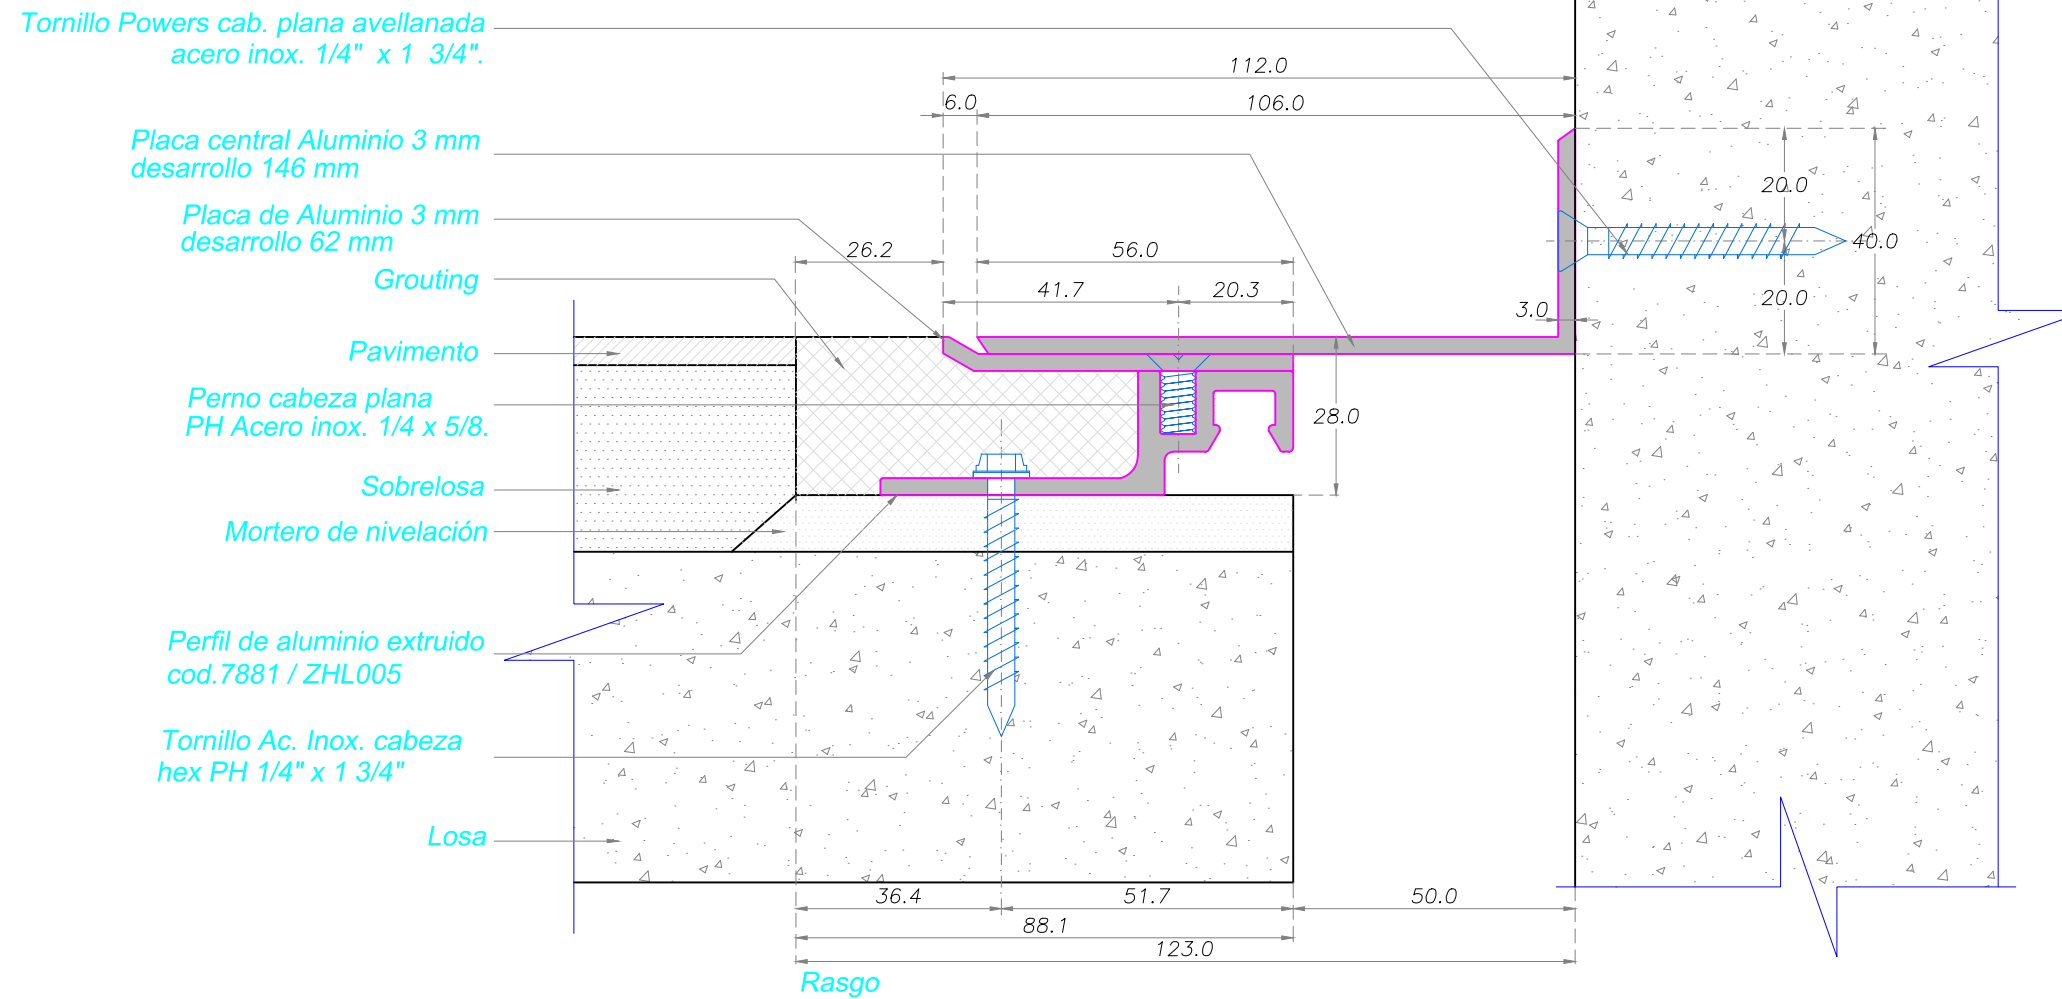 Tornillo Powers cab. plana avellanada
acero inox. 1/4" x 1 3/4".
112.0
6.0
106.0
Placa central Aluminio 3 mm
desarrollo 146 mm
20.0
Placa de Aluminio 3 mm
desarrollo 62 mm
26.2
56.0
40.0
Grouting
41.7
20.3
20.0
3.0
Pavimento
Perno cabeza plana
PH Acero inox. 1/4 x 5/8.
28.0
Sobrelosa
Mortero de nivelación
Perfil de aluminio extruido
cod.7881 / ZHL005
Tornillo Ac. Inox. cabeza
hex PH 1/4" x 1 3/4"
Losa
36.4
51.7
50.0
88.1
123.0
Rasgo